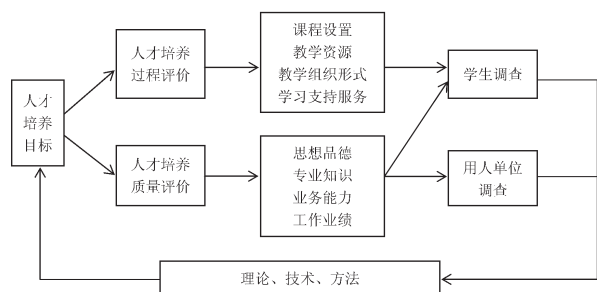 人才
培养
目标
人才培养
过程评价
课程设置
教学资源
教学组织形式
学习支持服务
学生调查
人才培养
质量评价
思想品德
专业知识
业务能力
工作业绩
用人单位
调查
理论、技术、方法